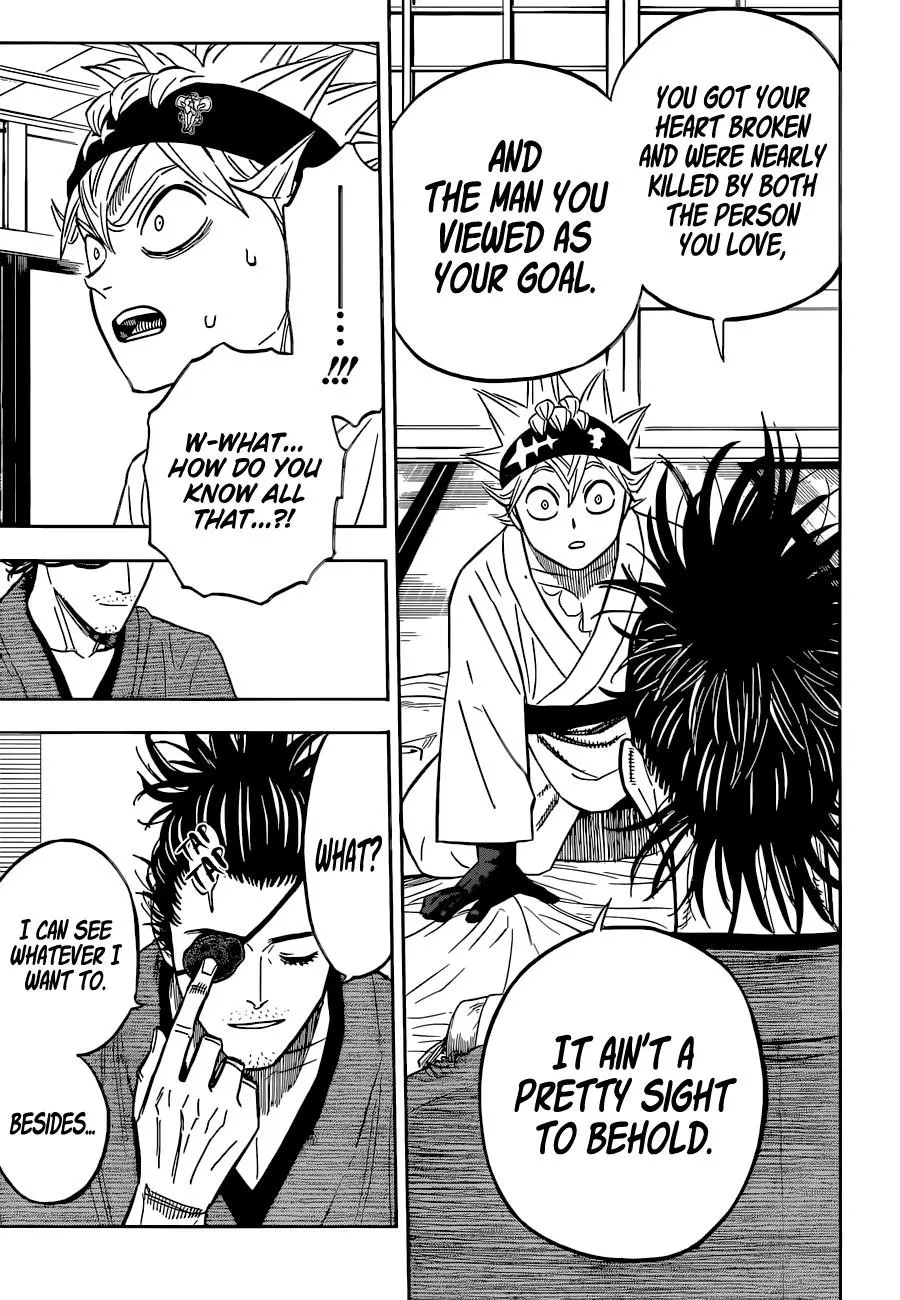 YOU GOT YOUR
HEART BROKEN
AND WERE NEARLY
KILLED BY BOTH
THE PERSON
YOU LOVE,
AND
THE MAN YOU
VIEWED AS
YOUR GOAL.
IT AIN'T A
PRETTY SIGHT
TO BEHOLD.
...!!!
W-WHAT...
HOW DO YOU
KNOW ALL
THAT...?!
WHAT?
TAP
TAP
I CAN SEE
WHATEVER I
WANT TO.
BESIDES...